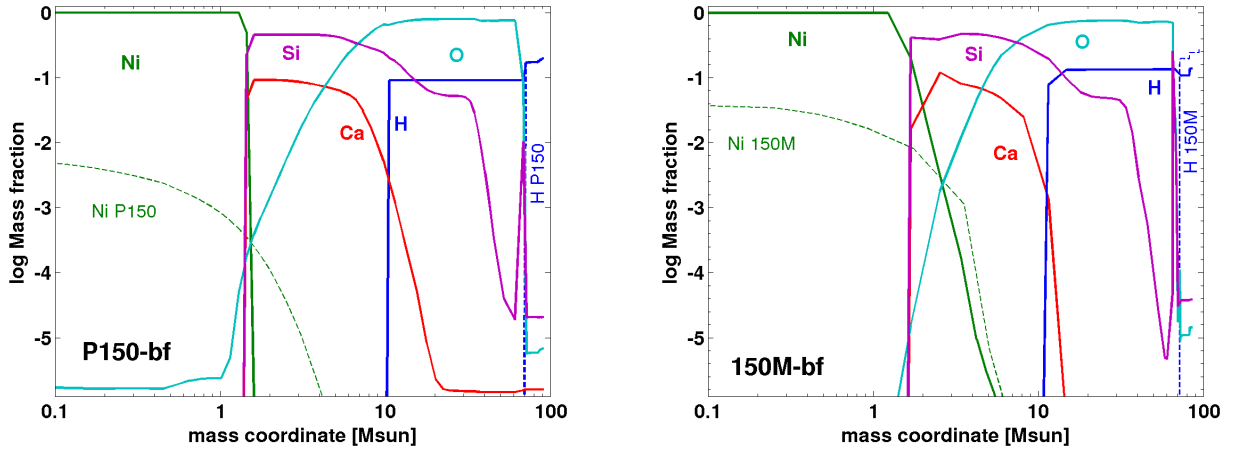 log Mass fraction
0
-1
-2
-3
-4
-5
Ni
Si
O
Ca
H
Ni P150
H P150
P150-bf
0.1
1
10
100
mass coordinate [Msun]
log Mass fraction
0
-1
-2
-3
-4
-5
Ni
Si
O
H
Ni 150M
Ca
H 150M
150M-bf
0.1
1
10
100
mass coordinate [Msun]